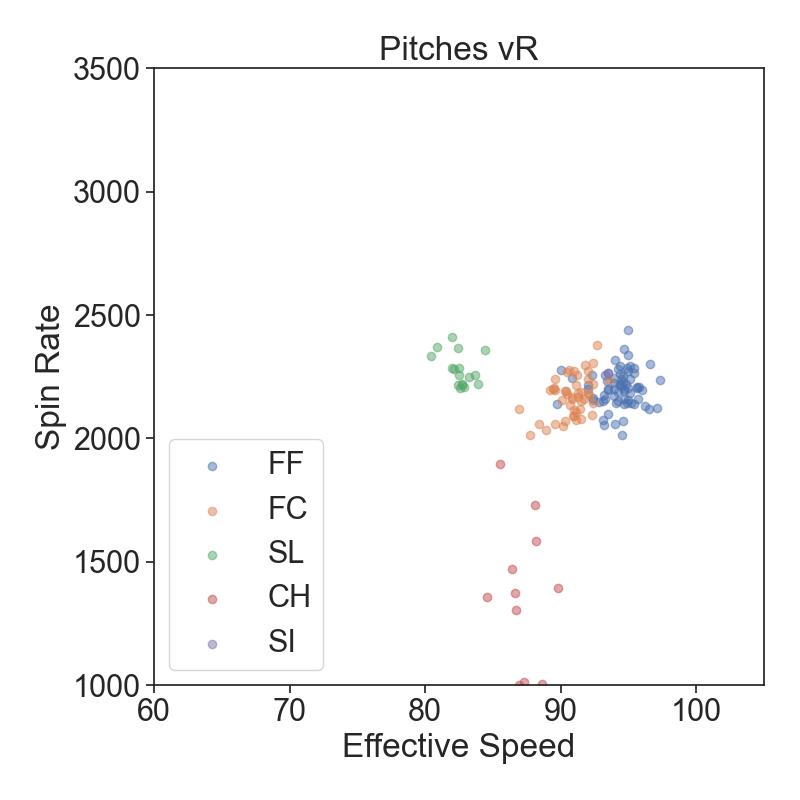 Pitches vR
3500
3000
2500
2000
1500
1000
Spin Rate
FF
FC
SL
CH
SI
60 70 80 90 100
Effective Speed